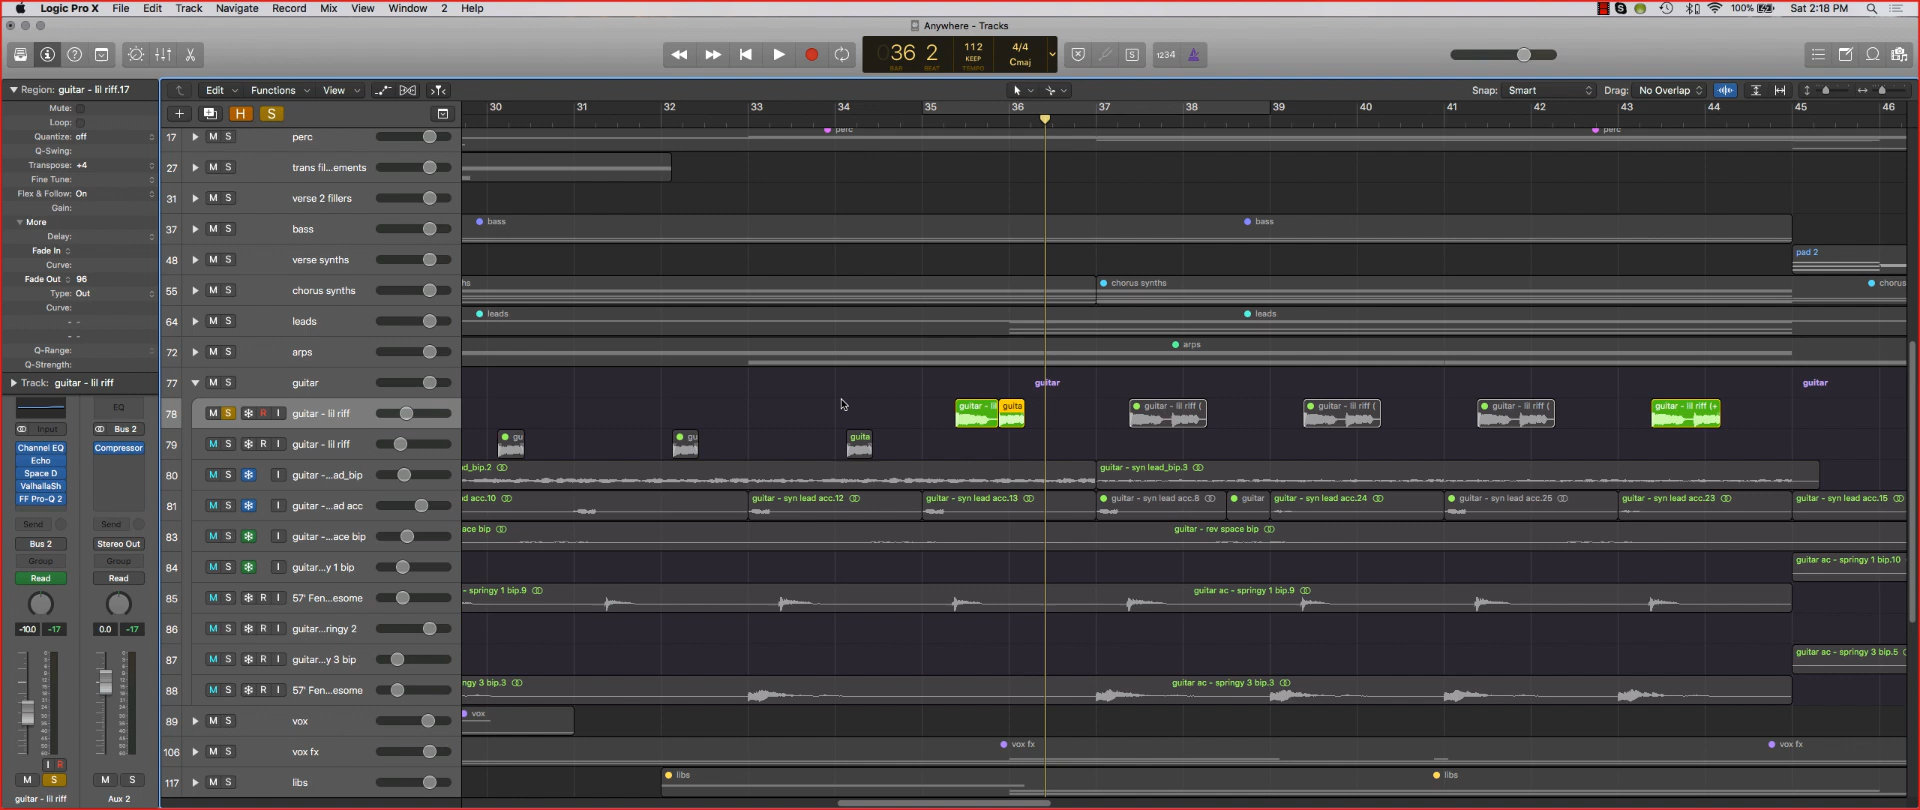 Logic Pro X File Edit Track Navigate Record Mix View Window 2 Help 100% Sat 2:18 PM
Anywhere - Tracks
36 2 112 4/4
BAR BEAT KEEP TEMPO Cmaj 1234
Region: guitar - lil riff.17 Edit Functions View Snap: Smart Drag: No Overlap
Mute:
Loop:
Quantize: off
Q-Swing:
Transpose: +4
Fine Tune:
Flex & Follow: On
Gain:
More
Delay:
Fade In
Curve:
Fade Out 96
Type: Out
Curve:
Q-Range:
Q-Strength:
Track: guitar - lil riff
EQ
Input Bus 2
Channel EQ Compressor
Echo
Space D
ValhallaSh
FF Pro-Q 2
Send Send
Bus 2 Stereo Out
Group Group
Read Read
-10.0 -17 0.0 -17
I R
M S M S
guitar - lil riff Aux 2
H S 30 31 32 33 34 35 36 37 38 39 40 41 42 43 44 45 46
17 M S perc perc perc
27 M S trans fil...ements
31 M S verse 2 fillers
37 M S bass bass bass
48 M S verse synths pad 2
55 M S chorus synths hs chorus synths chorus
64 M S leads leads leads
72 M S arps arps
77 guitar guitar guitar
78 M S R I guitar - lil riff guitar - lil guita guitar - lil riff ( guitar - lil riff ( guitar - lil riff ( guitar - lil riff (+
79 M S R I guitar - lil riff gu gu guita
80 M S I guitar -...ad_bip d_bip.2 guitar - syn lead_bip.3
81 M S I guitar -...ad acc d acc.10 guitar - syn lead acc.12 guitar - syn lead acc.13 guitar - syn lead acc.8 guitar guitar - syn lead acc.24 guitar - syn lead acc.25 guitar - syn lead acc.23 guitar - syn lead acc.15
83 M S I guitar -...ace bip ace bip guitar - rev space bip
84 M S I guitar...y 1 bip guitar ac - springy 1 bip.10
85 M S R I 57' Fen...esome - springy 1 bip.9 guitar ac - springy 1 bip.9
86 M S R I guitar...ringy 2
87 M S R I guitar...y 3 bip guitar ac - springy 3 bip.5
88 M S R I 57' Fen...esome ngy 3 bip.3 guitar ac - springy 3 bip.3
89 M S vox vox
106 M S vox fx vox fx vox fx
117 M S libs libs libs